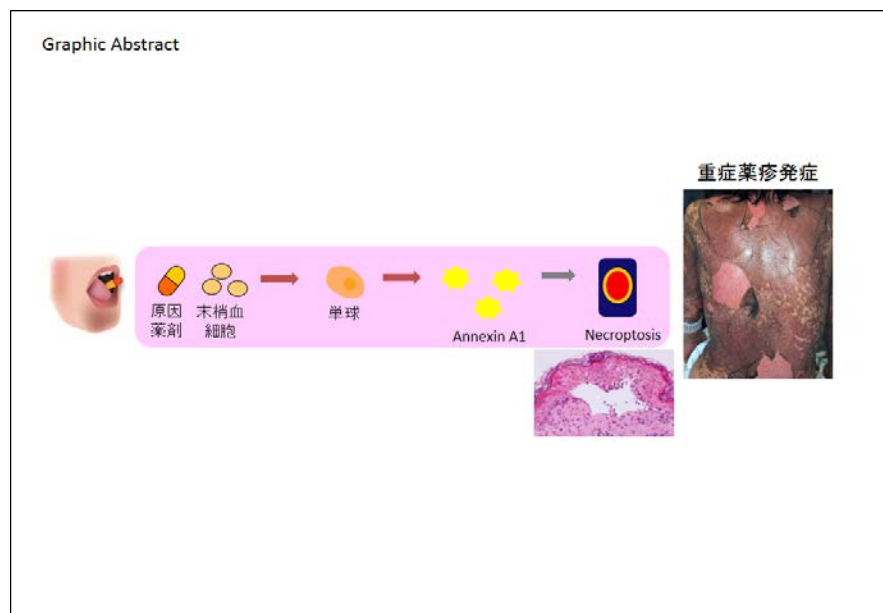 Graphic Abstract
重症薬疹発症
原因
薬剤
末梢血
細胞
単球
Annexin A1
Necroptosis